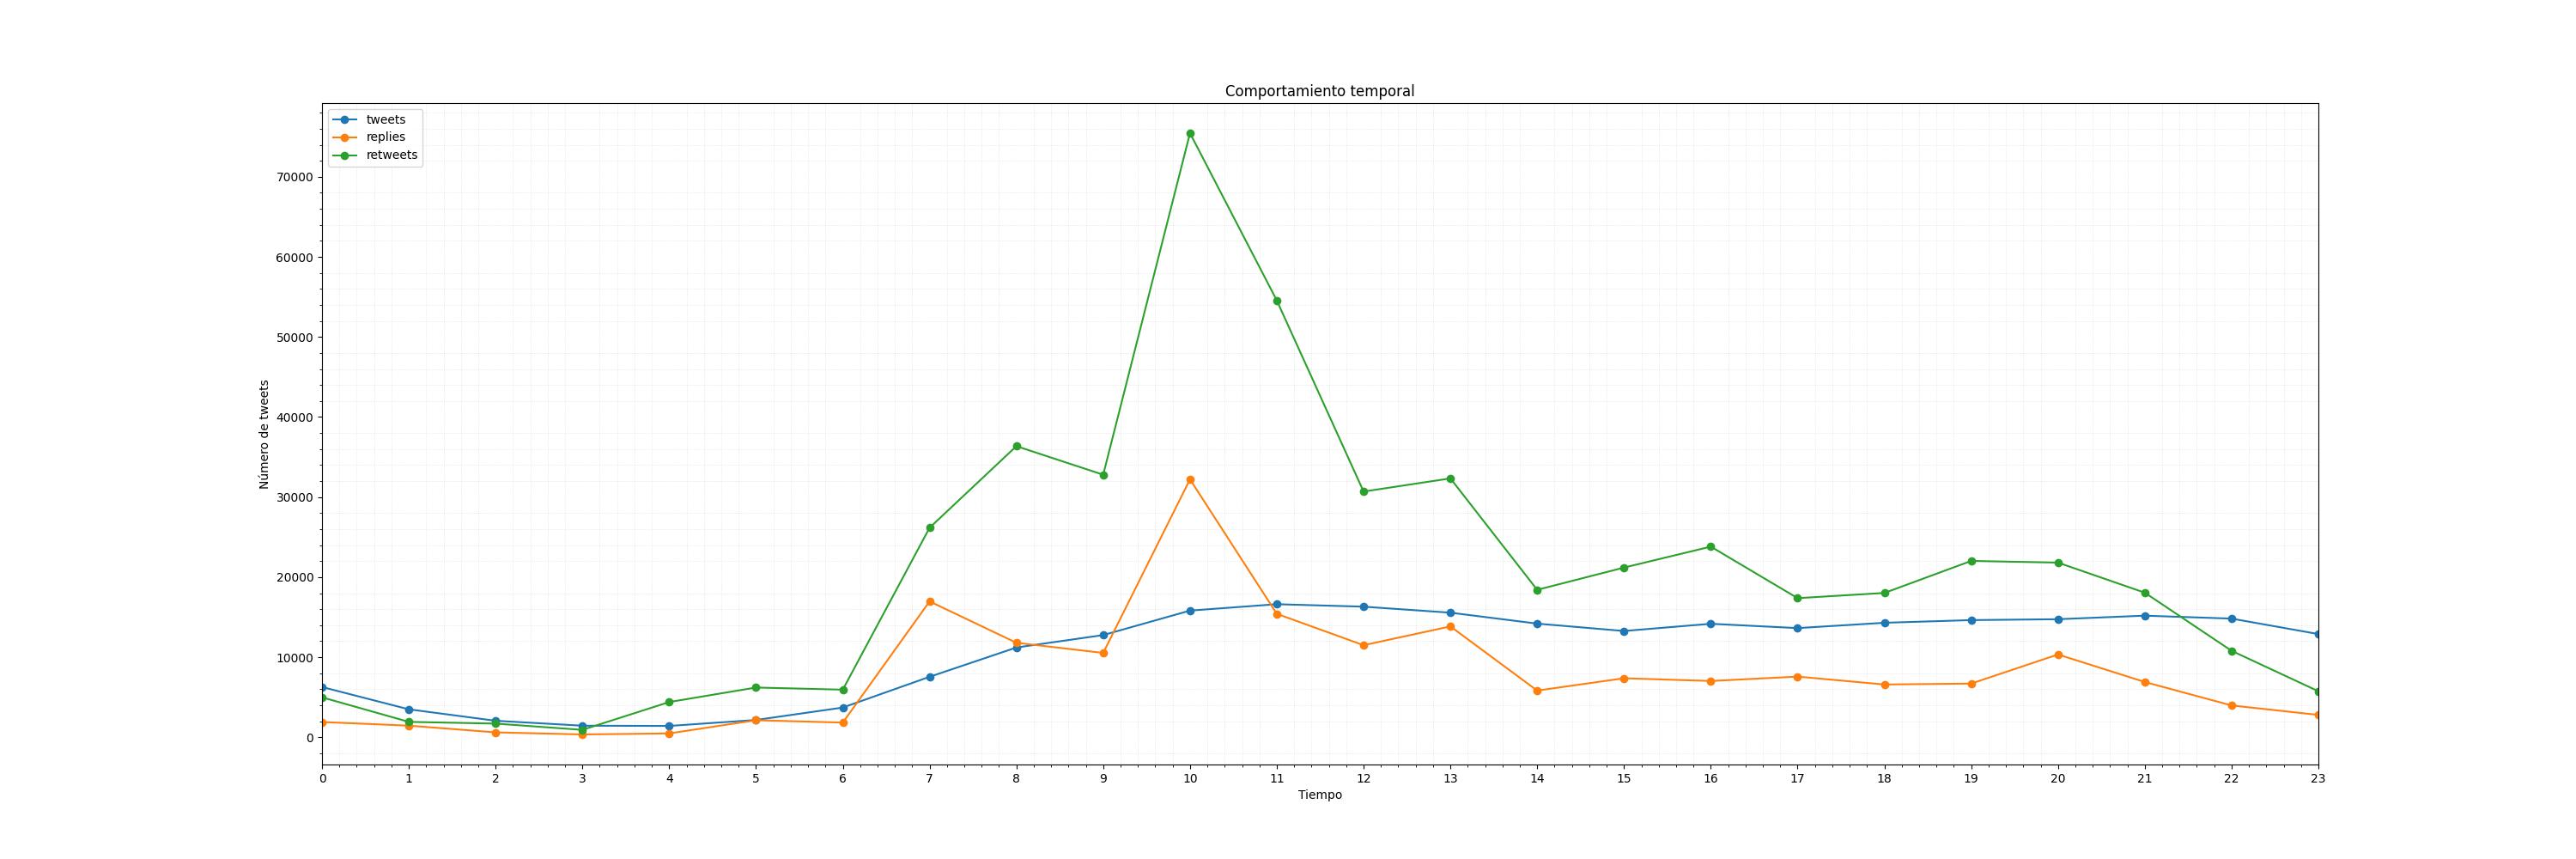 Comportamiento temporal
tweets
replies
retweets
70000
60000
50000
40000
30000
20000
10000
0
Número de tweets
0 1 2 3 4 5 6 7 8 9 10 11 12 13 14 15 16 17 18 19 20 21 22 23
Tiempo